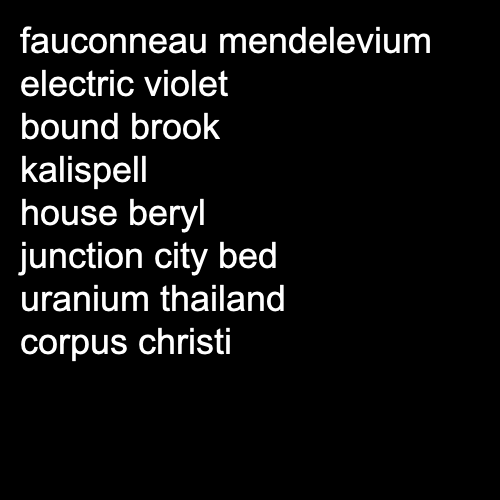 fauconneau mendelevium
electric violet
bound brook
kalispell
house beryl
junction city bed
uranium thailand
corpus christi